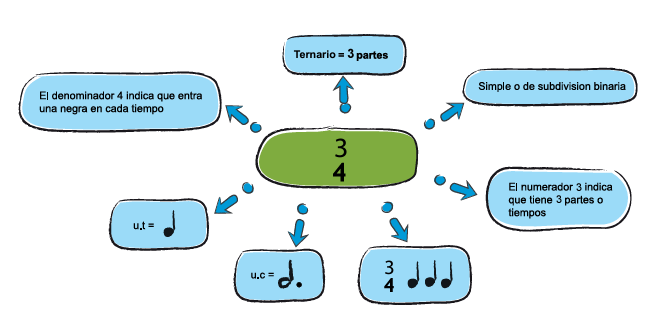 Ternario = 3 partes
El denominador 4 indica que entra
una negra en cada tiempo
Simple o de subdivision binaria
3
4
El numerador 3 indica
que tiene 3 partes o
tiempos
u.t =
u.c =
3
4